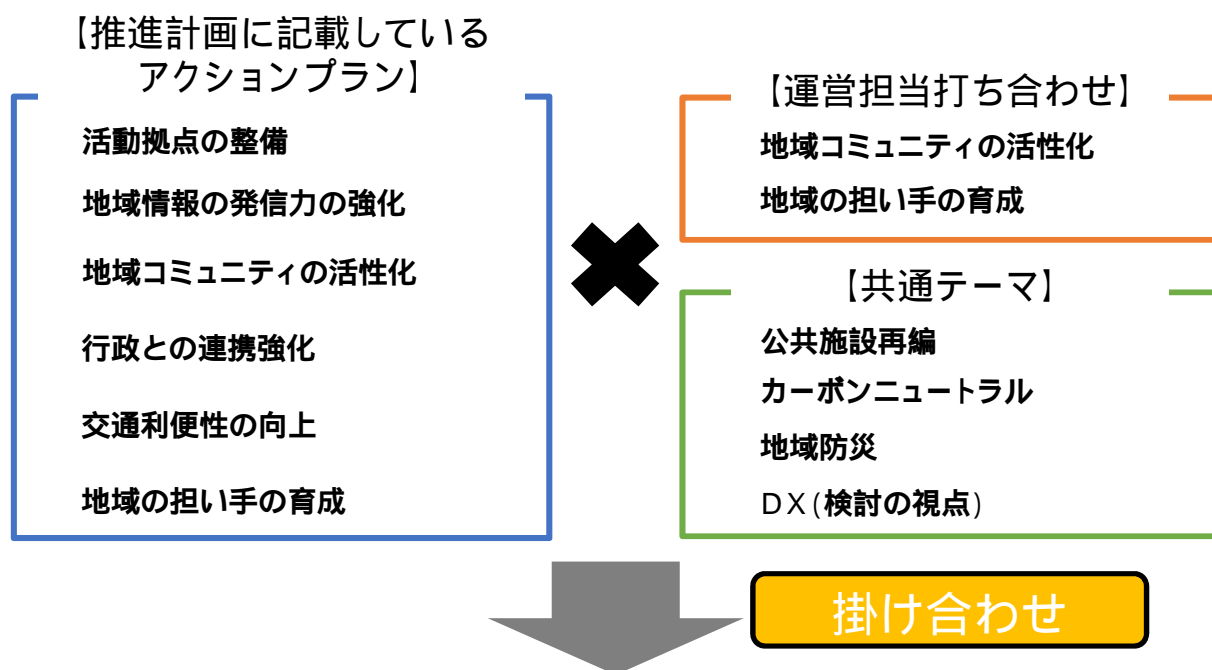 【推進計画に記載している
アクションプラン】
活動拠点の整備
地域情報の発信力の強化
地域コミュニティの活性化
行政との連携強化
交通利便性の向上
地域の担い手の育成
【運営担当打ち合わせ】
地域コミュニティの活性化
地域の担い手の育成
【共通テーマ】
公共施設再編
カーボンニュートラル
地域防災
DX(検討の視点)
掛け合わせ